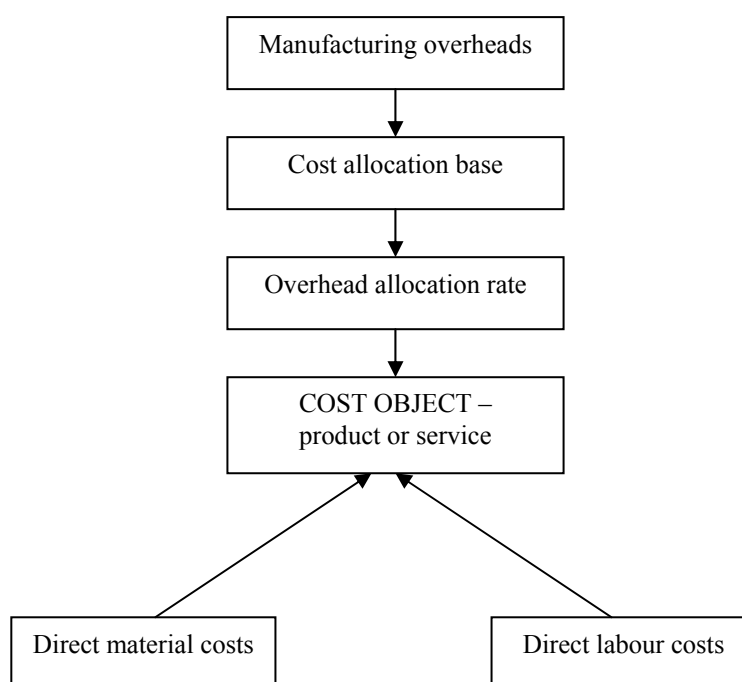 Manufacturing overheads
Cost allocation base
Overhead allocation rate
COST OBJECT –
product or service
Direct material costs
Direct labour costs